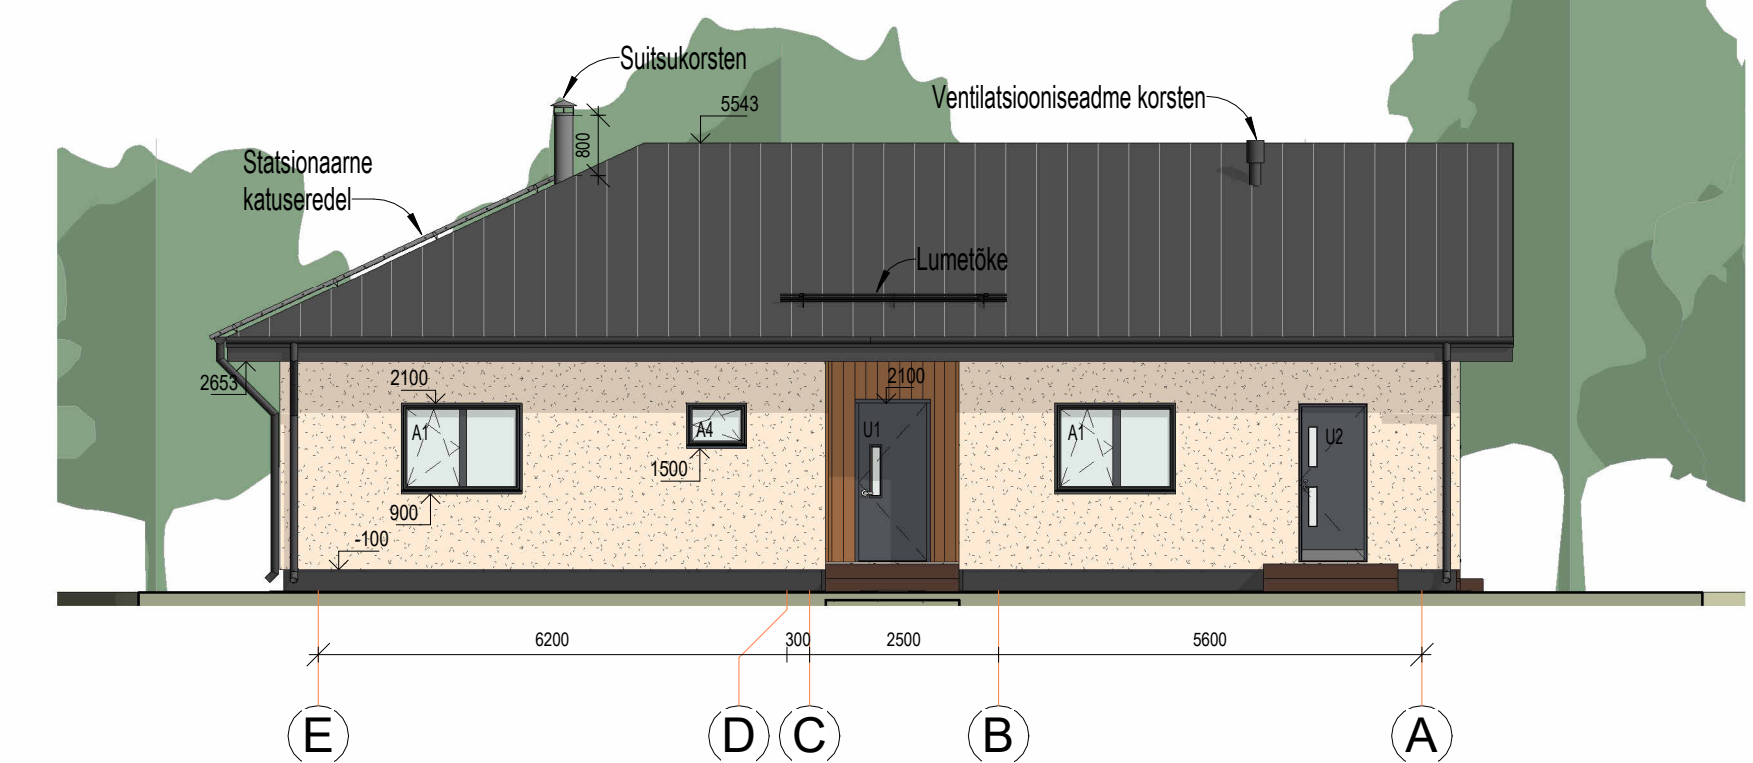 Suitsukorsten
5543
Ventilatsiooniseadme korsten
800
Statsionaarne
katuseredel
Lumetõke
2653
2100
2100
A1
A4
U1
A1
U2
1500
900
-100
6200
300
2500
5600
E
D
C
B
A